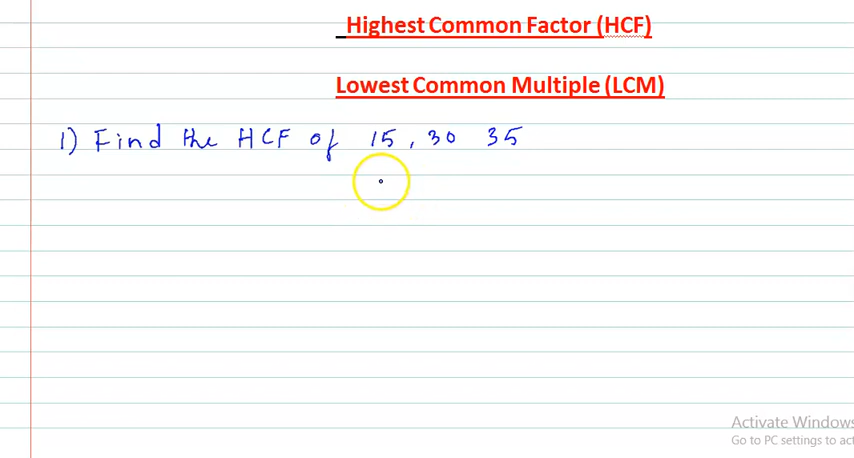 Highest Common Factor (HCF)
Lowest Common Multiple (LCM)
1) Find the HCF of 15, 30 35
Activate Windows
Go to PC settings to act